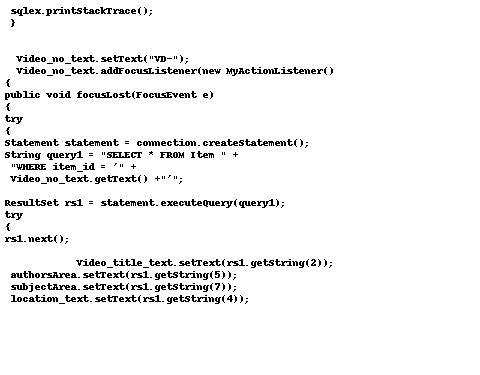 sqlex.printStackTrace();
}
Video_no_text.setText("VD-");
Video_no_text.addFocusListener(new MyActionListener()
{
public void focusLost(FocusEvent e)
{
try
{
Statement statement = connection.createStatement();
String query1 = "SELECT * FROM Item " +
"WHERE item_id = '" +
Video_no_text.getText() +"'";
ResultSet rs1 = statement.executeQuery(query1);
try
{
rs1.next();
Video_title_text.setText(rs1.getString(2));
authorsArea.setText(rs1.getString(5));
subjectArea.setText(rs1.getString(7));
location_text.setText(rs1.getString(4));